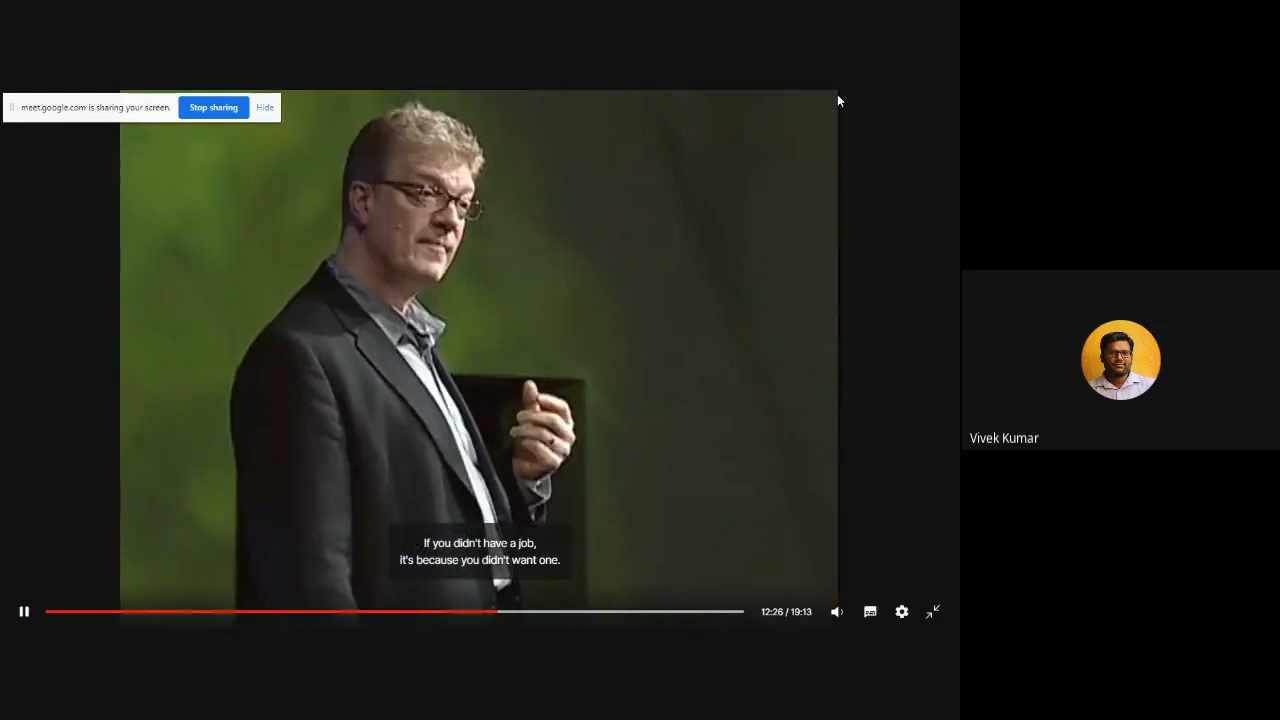 meet.google.com is sharing your screen. Stop sharing Hide
If you didn't have a job,
it's because you didn't want one.
12:26 / 19:13
Vivek Kumar